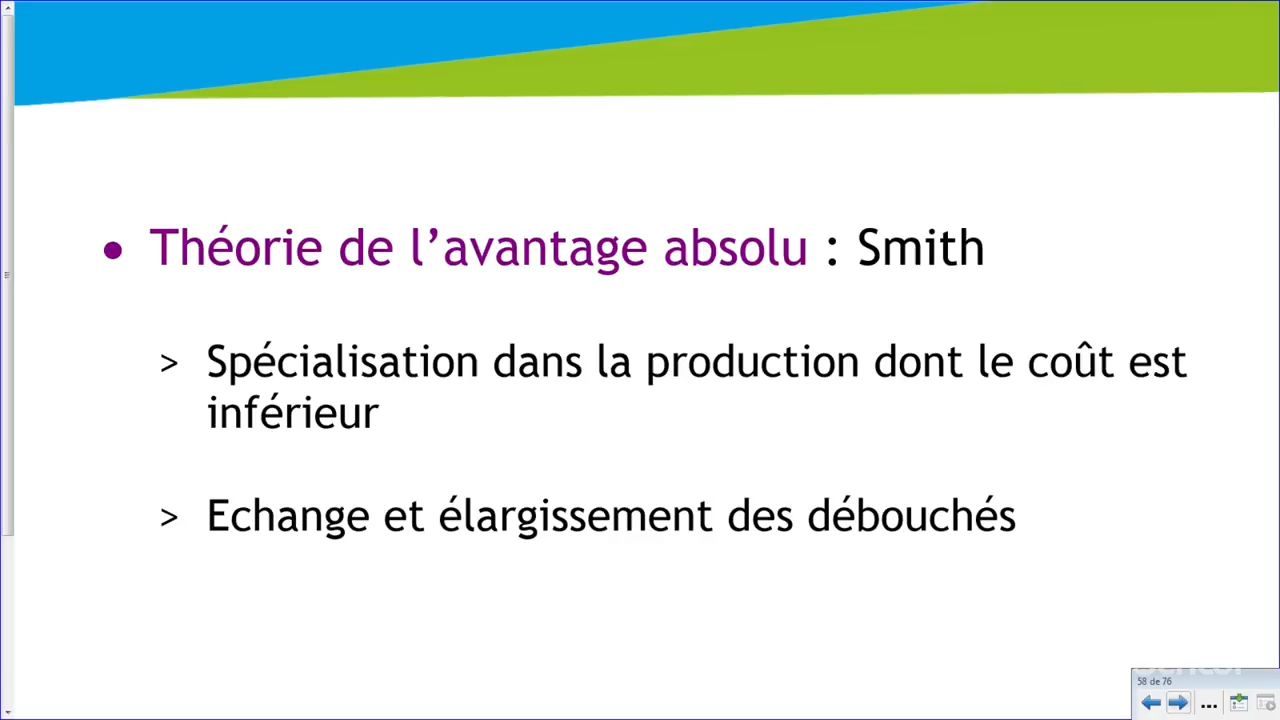 • Théorie de l’avantage absolu : Smith
> Spécialisation dans la production dont le coût est
inférieur
> Echange et élargissement des débouchés
58 de 76
...